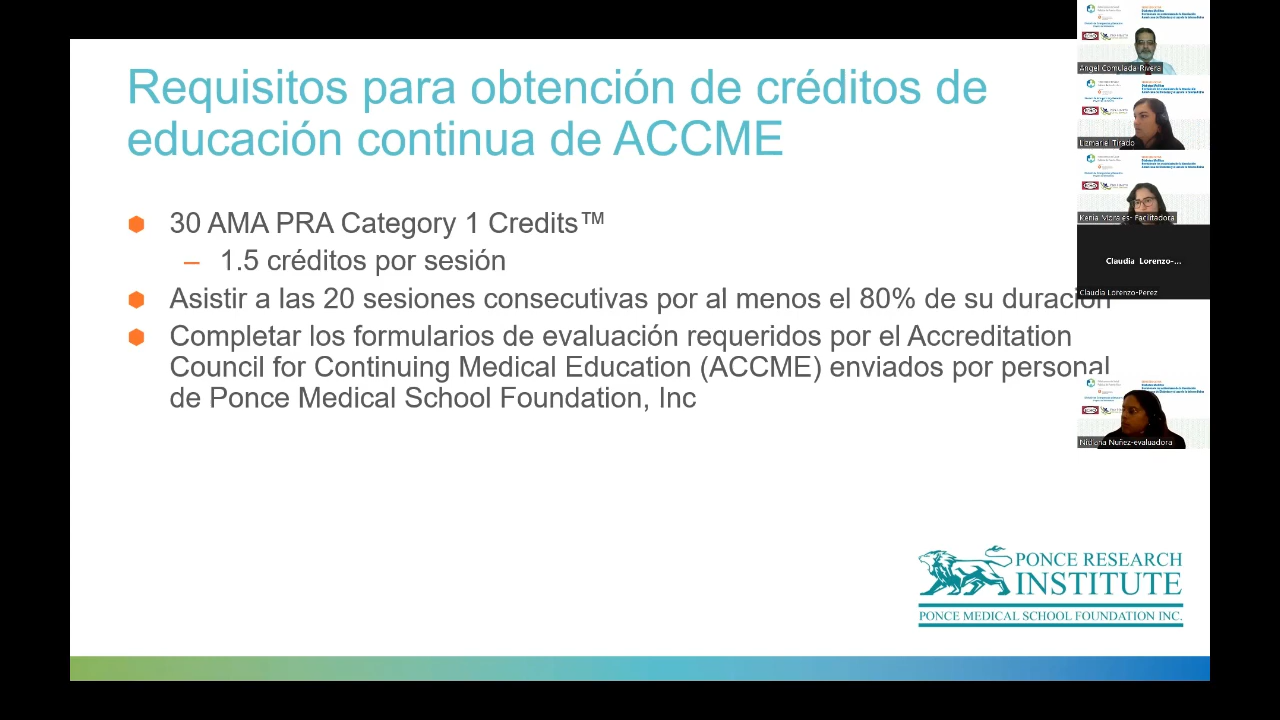 Requisitos para obtención de créditos de
educación continua de ACCME
30 AMA PRA Category 1 Credits™
– 1.5 créditos por sesión
Asistir a las 20 sesiones consecutivas por al menos el 80% de su duración
Completar los formularios de evaluación requeridos por el Accreditation
Council for Continuing Medical Education (ACCME) enviados por personal
de Ponce Medical School Foundation, Inc
PONCE RESEARCH
INSTITUTE
PONCE MEDICAL SCHOOL FOUNDATION INC.
Angel Comulada-Rivera
Lizmariel Tirado
Kenia Morales- Facilitadora
Claudia Lorenzo-...
Claudia Lorenzo-Perez
Nidiana Nuñez-evaluadora